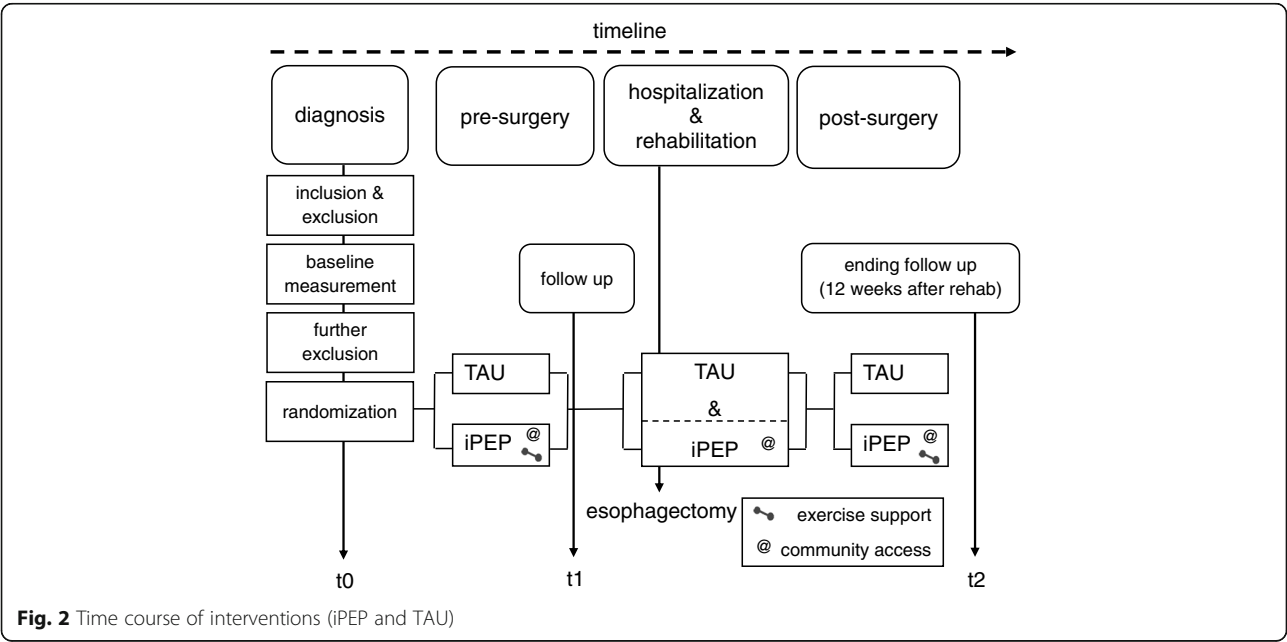 timeline
diagnosis
pre-surgery
hospitalization
&
rehabilitation
post-surgery
inclusion &
exclusion
baseline
measurement
further
exclusion
randomization
follow up
ending follow up
(12 weeks after rehab)
TAU
iPEP @
TAU
&
iPEP @
TAU
iPEP @
esophagectomy
exercise support
@ community access
t0
t1
t2
Fig. 2 Time course of interventions (iPEP and TAU)